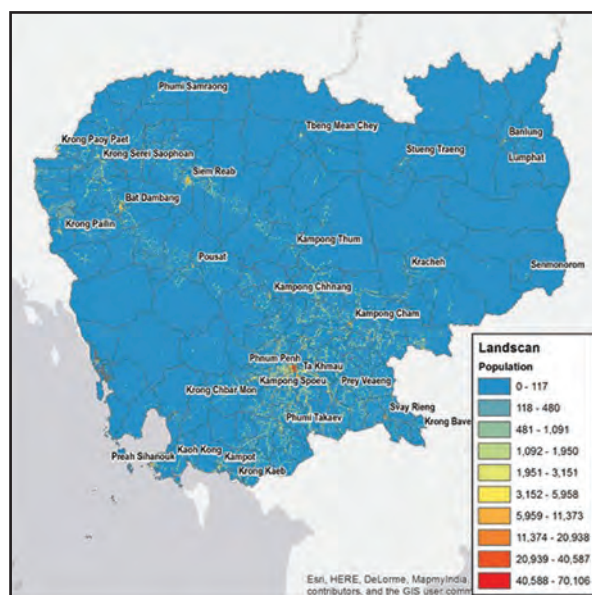 Phumi Samraong
Tbeng Mean Chey
Banlung
Krong Paoy Paet
Krong Serei Saophoan
Stueng Traeng
Lumphat
Siem Reab
Bat Dambang
Krong Pailin
Kampong Thum
Pousat
Kracheh
Senmonorom
Kampong Chhnang
Kampong Cham
Phnum Penh
Ta Khmau
Krong Chbar Mon
Kampong Spoeu
Prey Veaeng
Phumi Takaev
Svay Rieng
Krong Bave
Kaoh Kong
Preah Sihanouk
Kampot
Krong Kaeb
Landscan
Population
0 - 117
118 - 480
481 - 1,091
1,092 - 1,950
1,951 - 3,151
3,152 - 5,958
5,959 - 11,373
11,374 - 20,938
20,939 - 40,587
40,588 - 70,106
Esri, HERE, DeLorme, MapmyIndia
contributors, and the GIS user comm